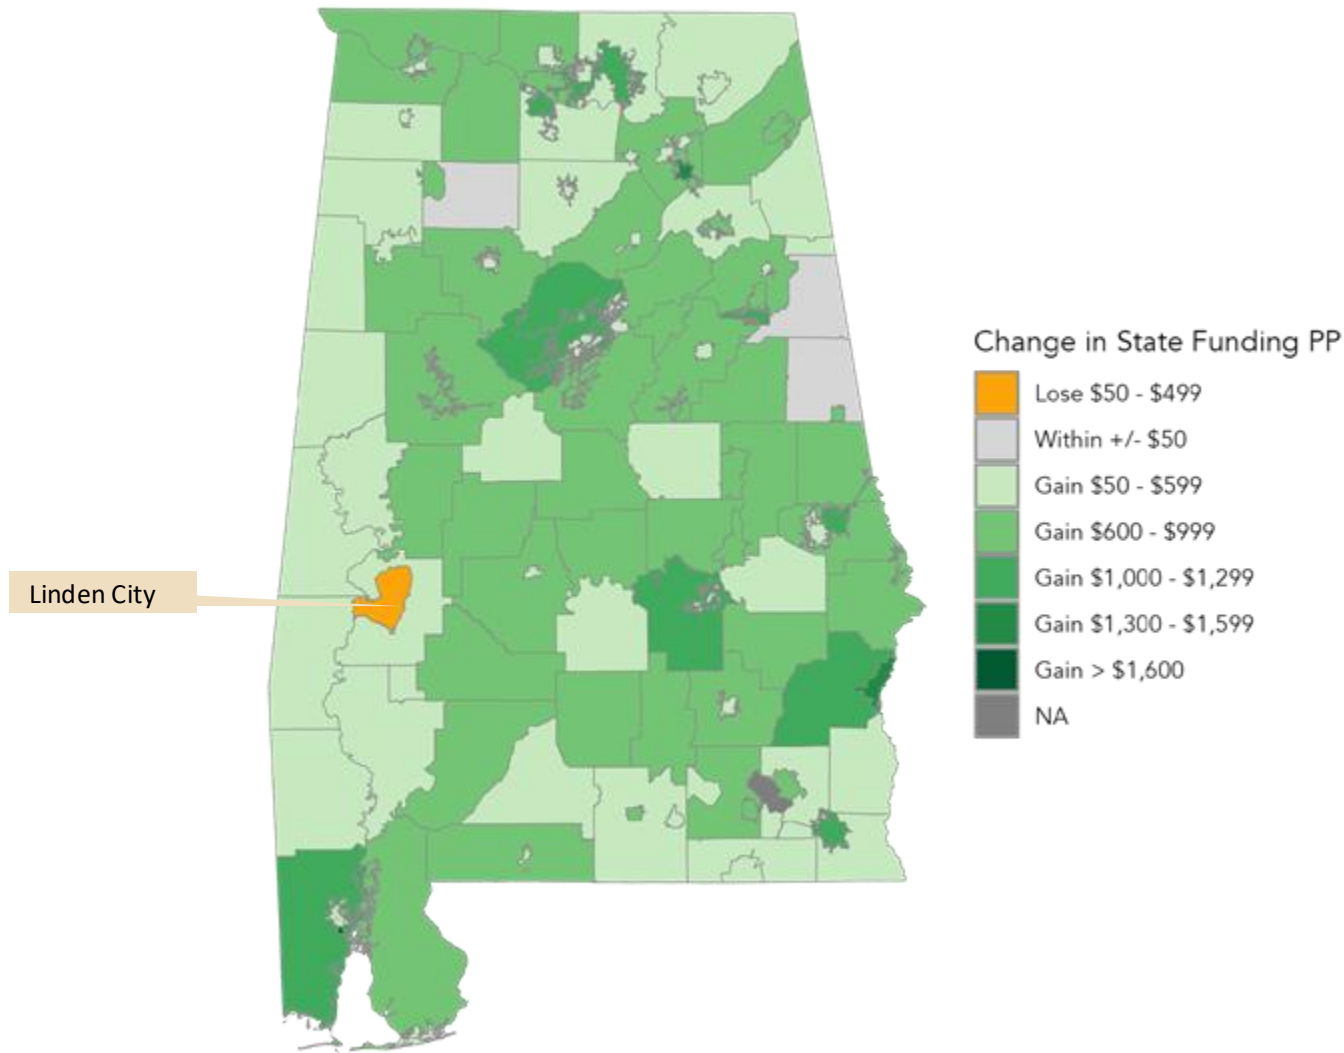 Change in State Funding PP
Lose $50 - $499
Within +/- $50
Gain $50 - $599
Gain $600 - $999
Gain $1,000 - $1,299
Gain $1,300 - $1,599
Gain > $1,600
NA
Linden City